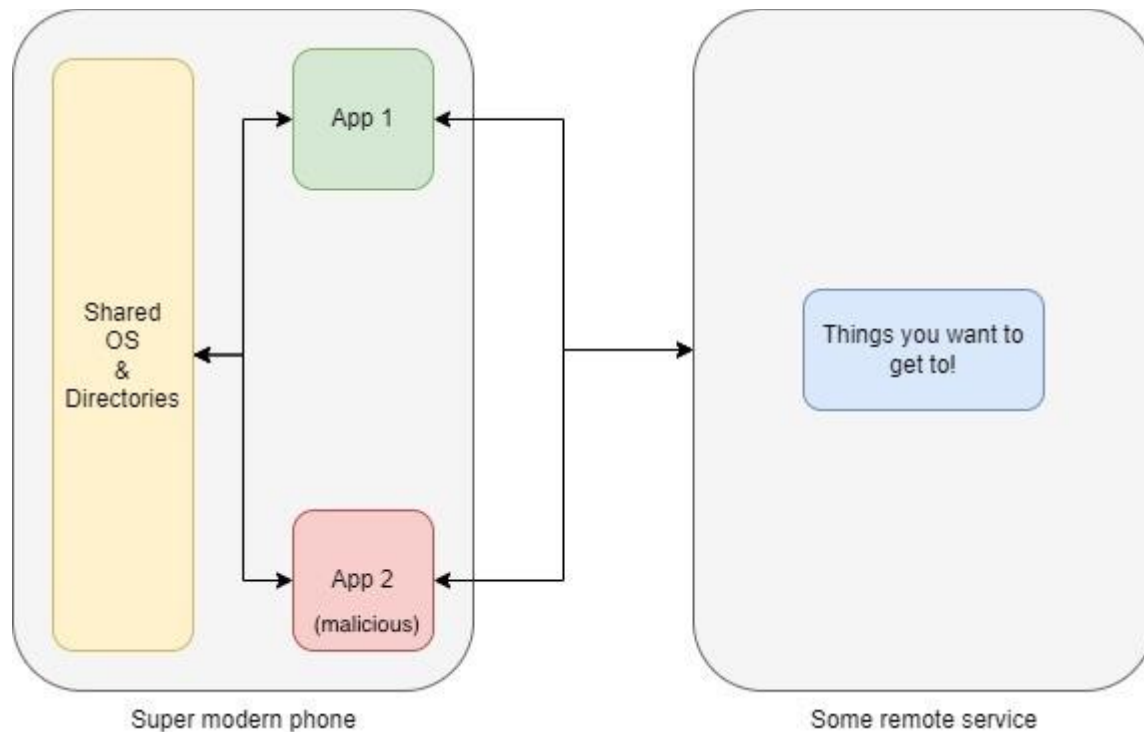 App 1
Shared
OS
&
Directories
Things you want to
get to!
App 2
(malicious)
Super modern phone
Some remote service